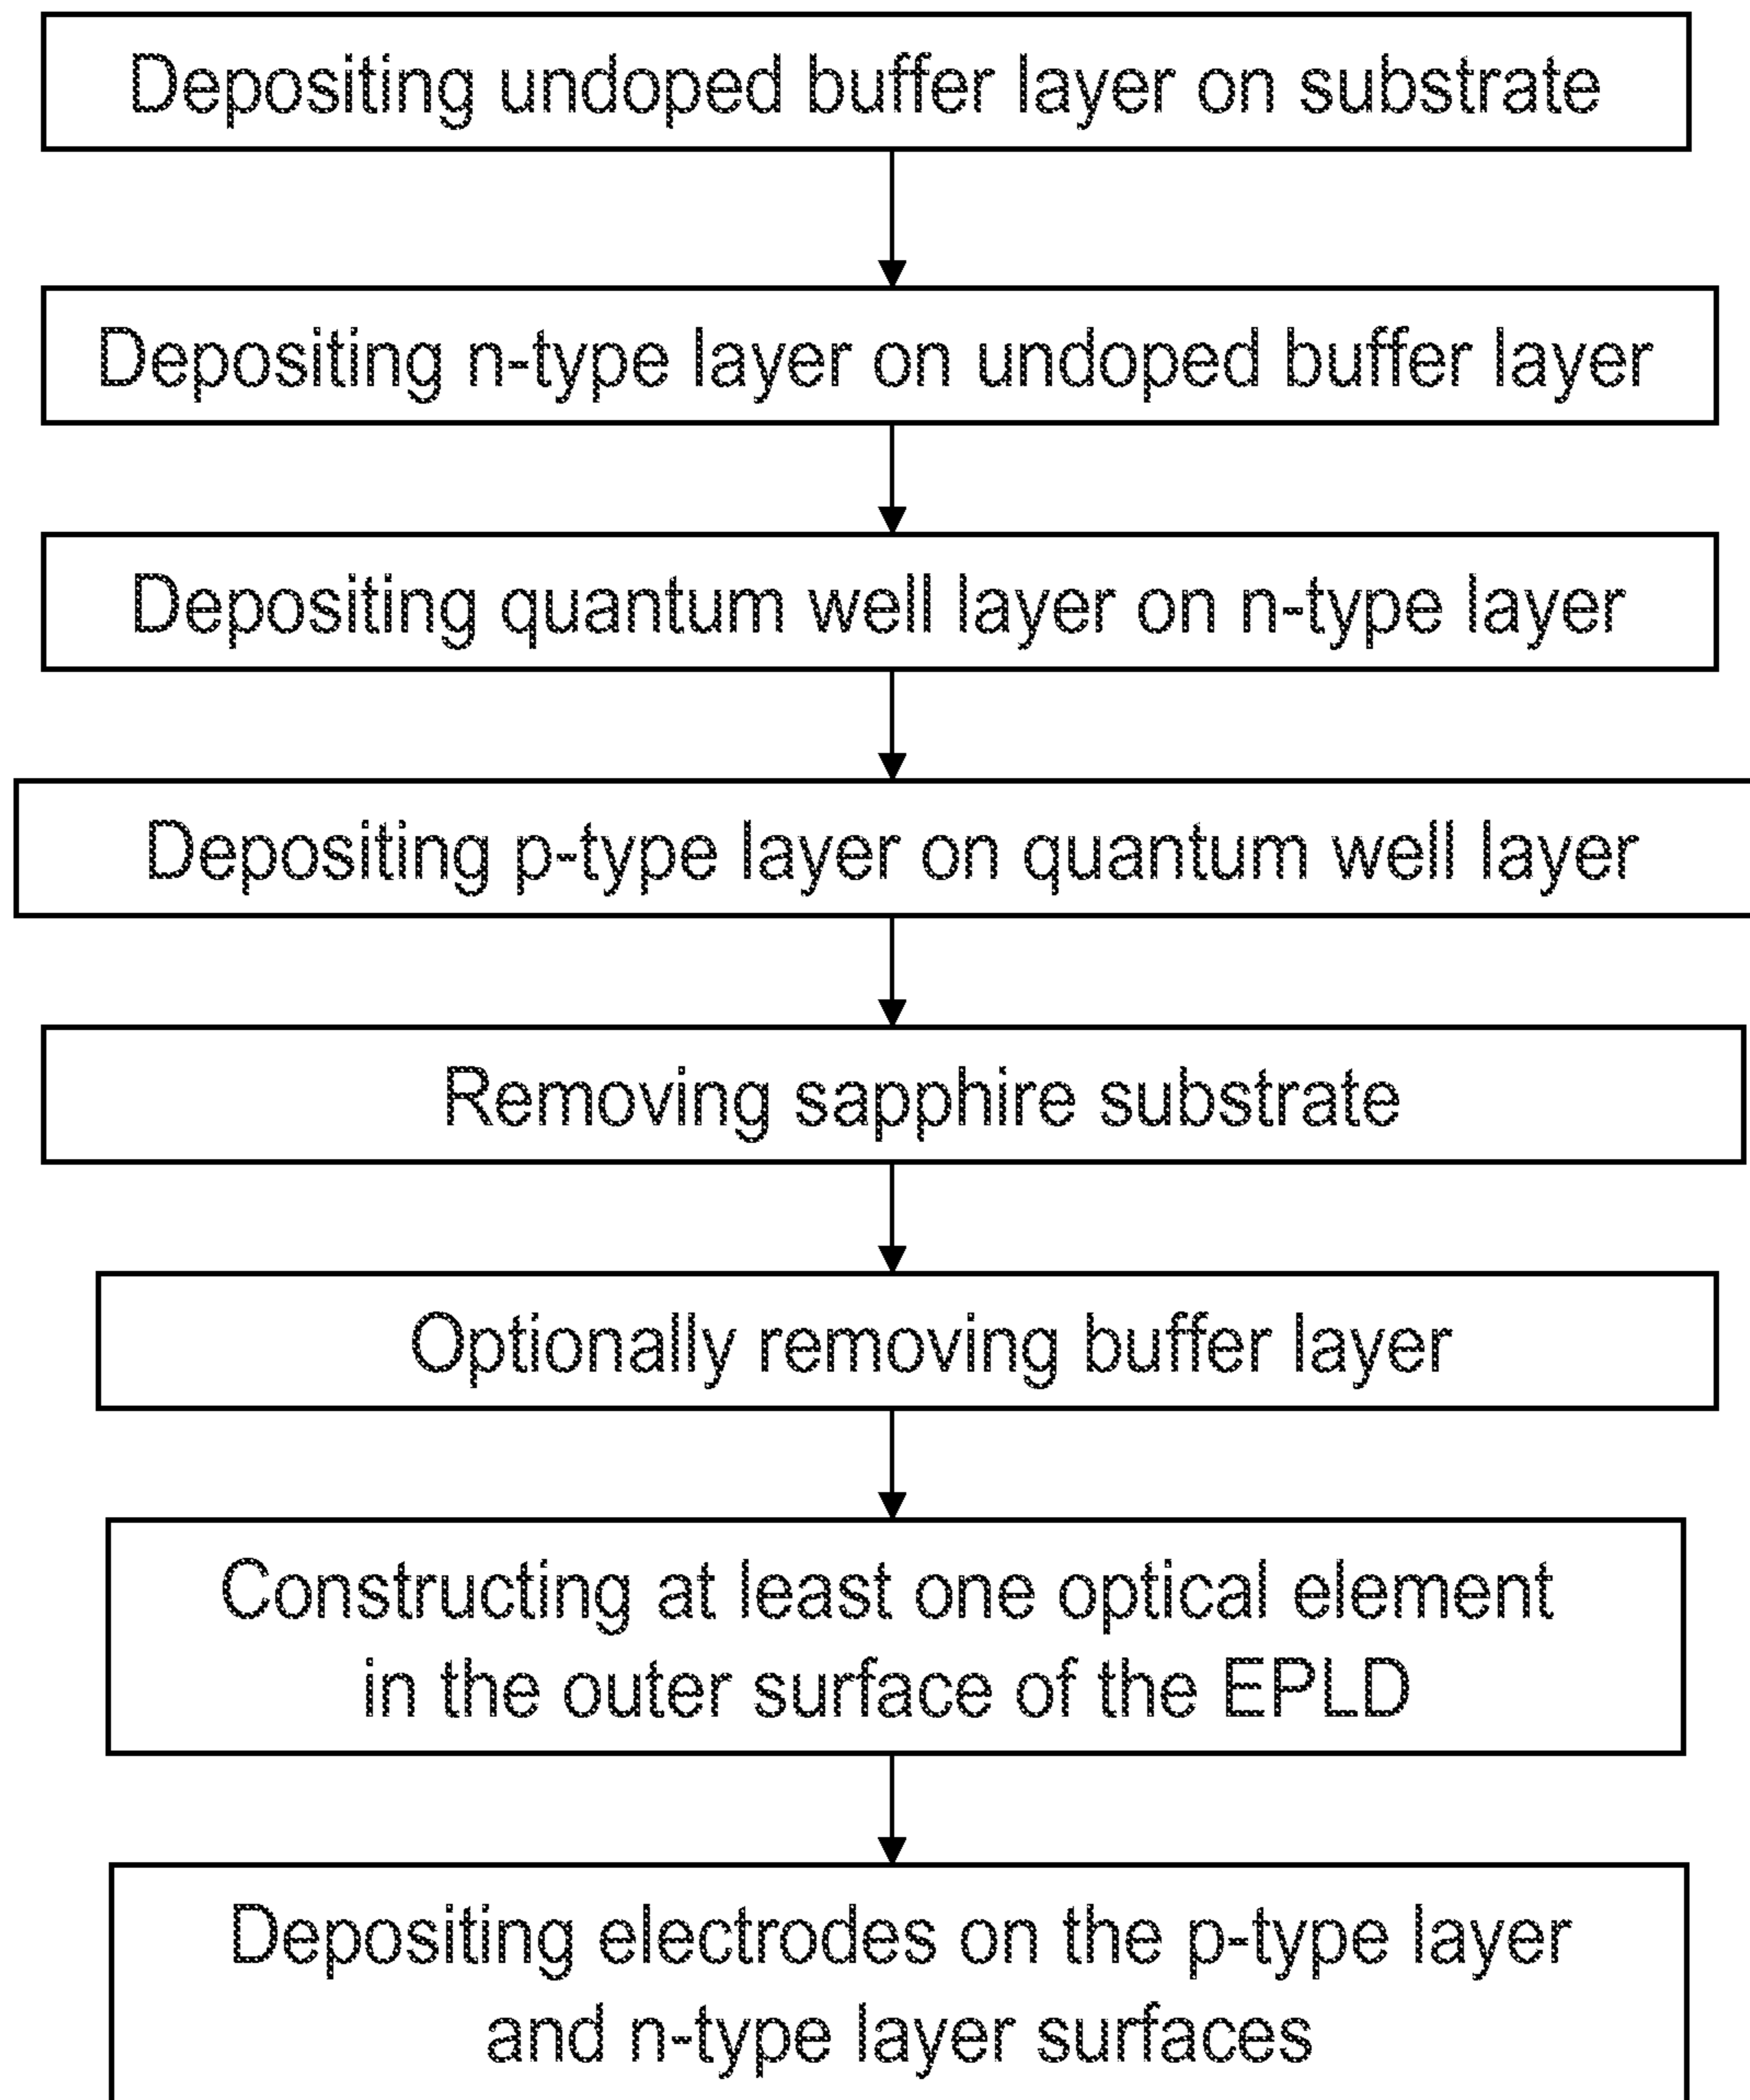 Depositing undoped buffer layer on substrate
Depositing n-type layer on undoped buffer layer
Depositing quantum well layer on n-type layer
Depositing p-type layer on quantum well layer
Removing sapphire substrate
Optionally removing buffer layer
Constructing at least one optical element
in the outer surface of the EPLD
Depositing electrodes on the p-type layer
and n-type layer surfaces